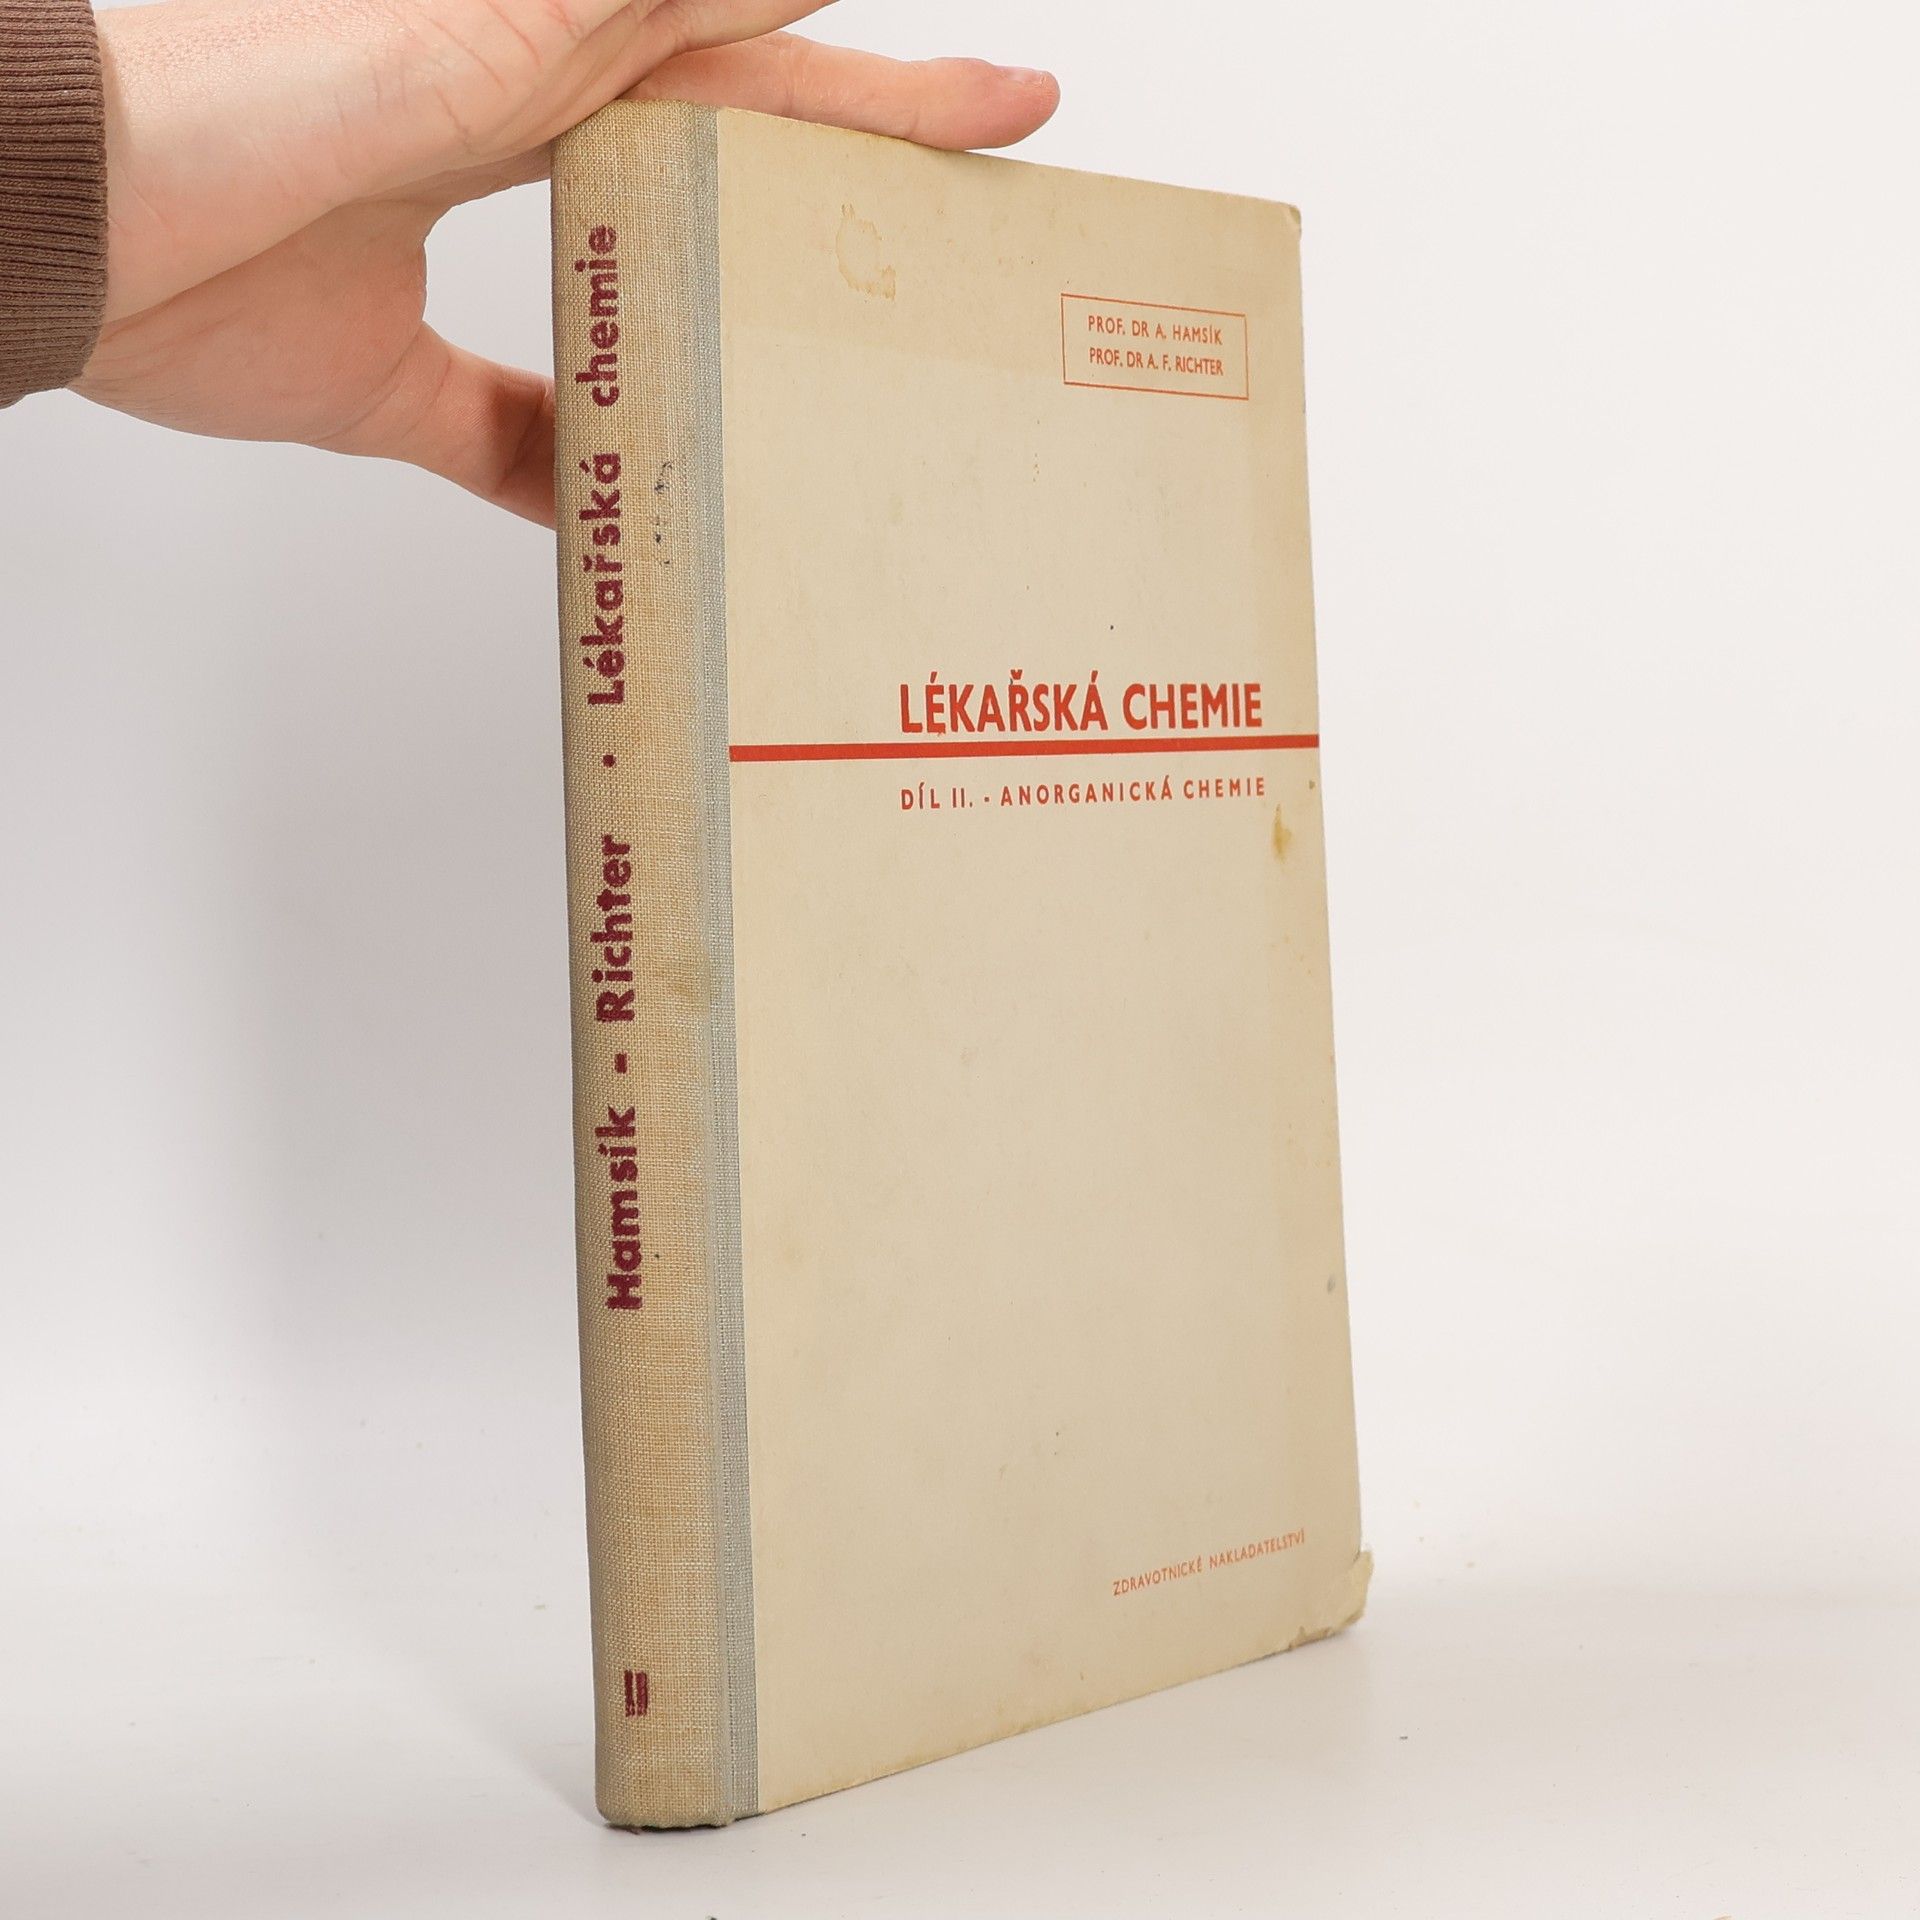 Hamsík - Richter · Lékařská chemie
II
PROF. DR A. HAMSÍK
PROF. DR A. F. RICHTER
LÉKAŘSKÁ CHEMIE
DÍL II. - ANORGANICKÁ CHEMIE
ZDRAVOTNICKÉ NAKLADATELSTVÍ